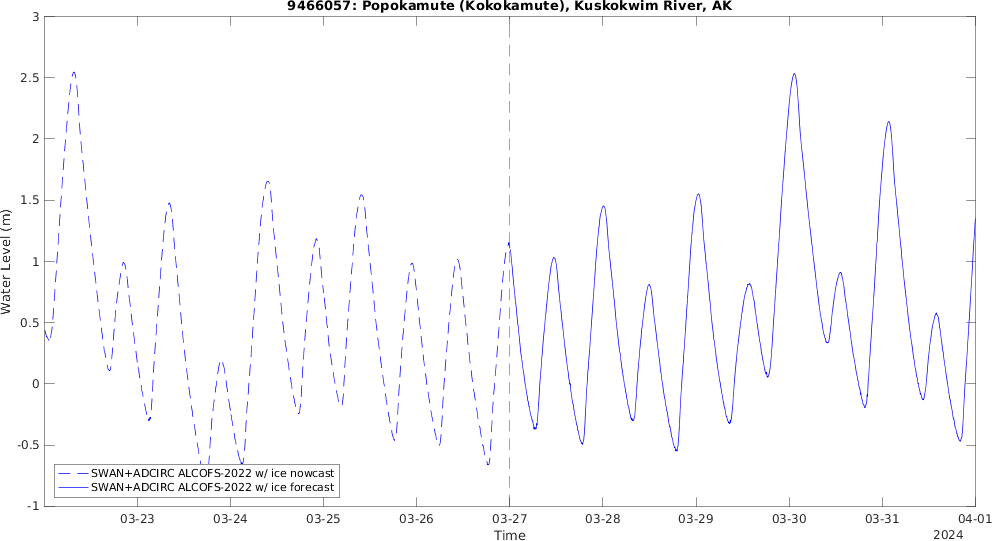 9466057: Popokamute (Kokokamute), Kuskokwim River, AK
3
2.5
2
1.5
1
0.5
0
-0.5
-1
Water Level (m)
SWAN+ADCIRC ALCOFS-2022 w/ ice nowcast
SWAN+ADCIRC ALCOFS-2022 w/ ice forecast
03-23 03-24 03-25 03-26 03-27 03-28 03-29 03-30 03-31 04-01
Time
2024